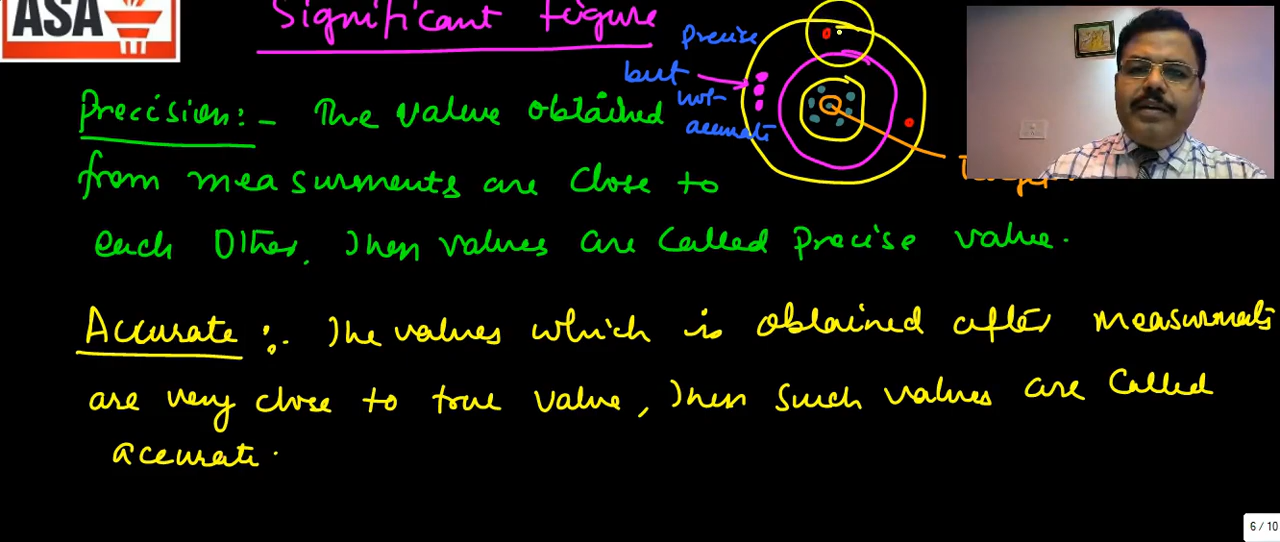 ASA
Significant Figure
Precision:- The value obtained
from measurments are close to
each Other, Then values are called precise value.
Precise
but
not
accurate
Accurate :- The values which is obtained after measurments
are very close to true value, Then such values are called
accurate.
6 / 10